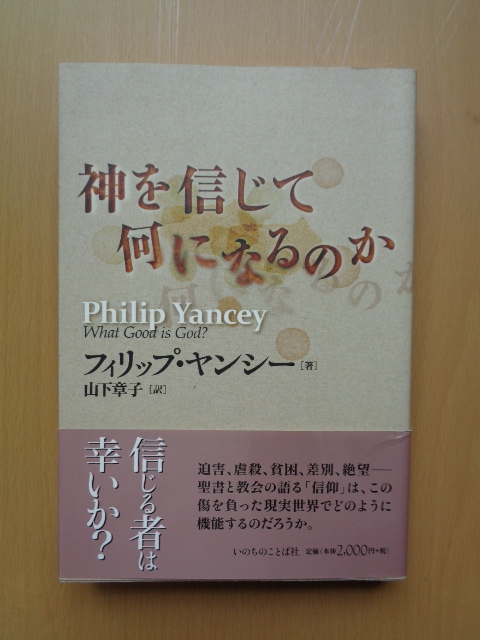 神を信じて
何になるのか
Philip Yancey
What Good is God?
フィリップ・ヤンシー［著］
山下章子［訳］
信じる者は
幸いか？
迫害、虐殺、貧困、差別、絶望――
聖書と教会の語る「信仰」は、この
傷を負った現実世界でどのように
機能するのだろうか。
いのちのことば社 定価（本体2,000円+税）